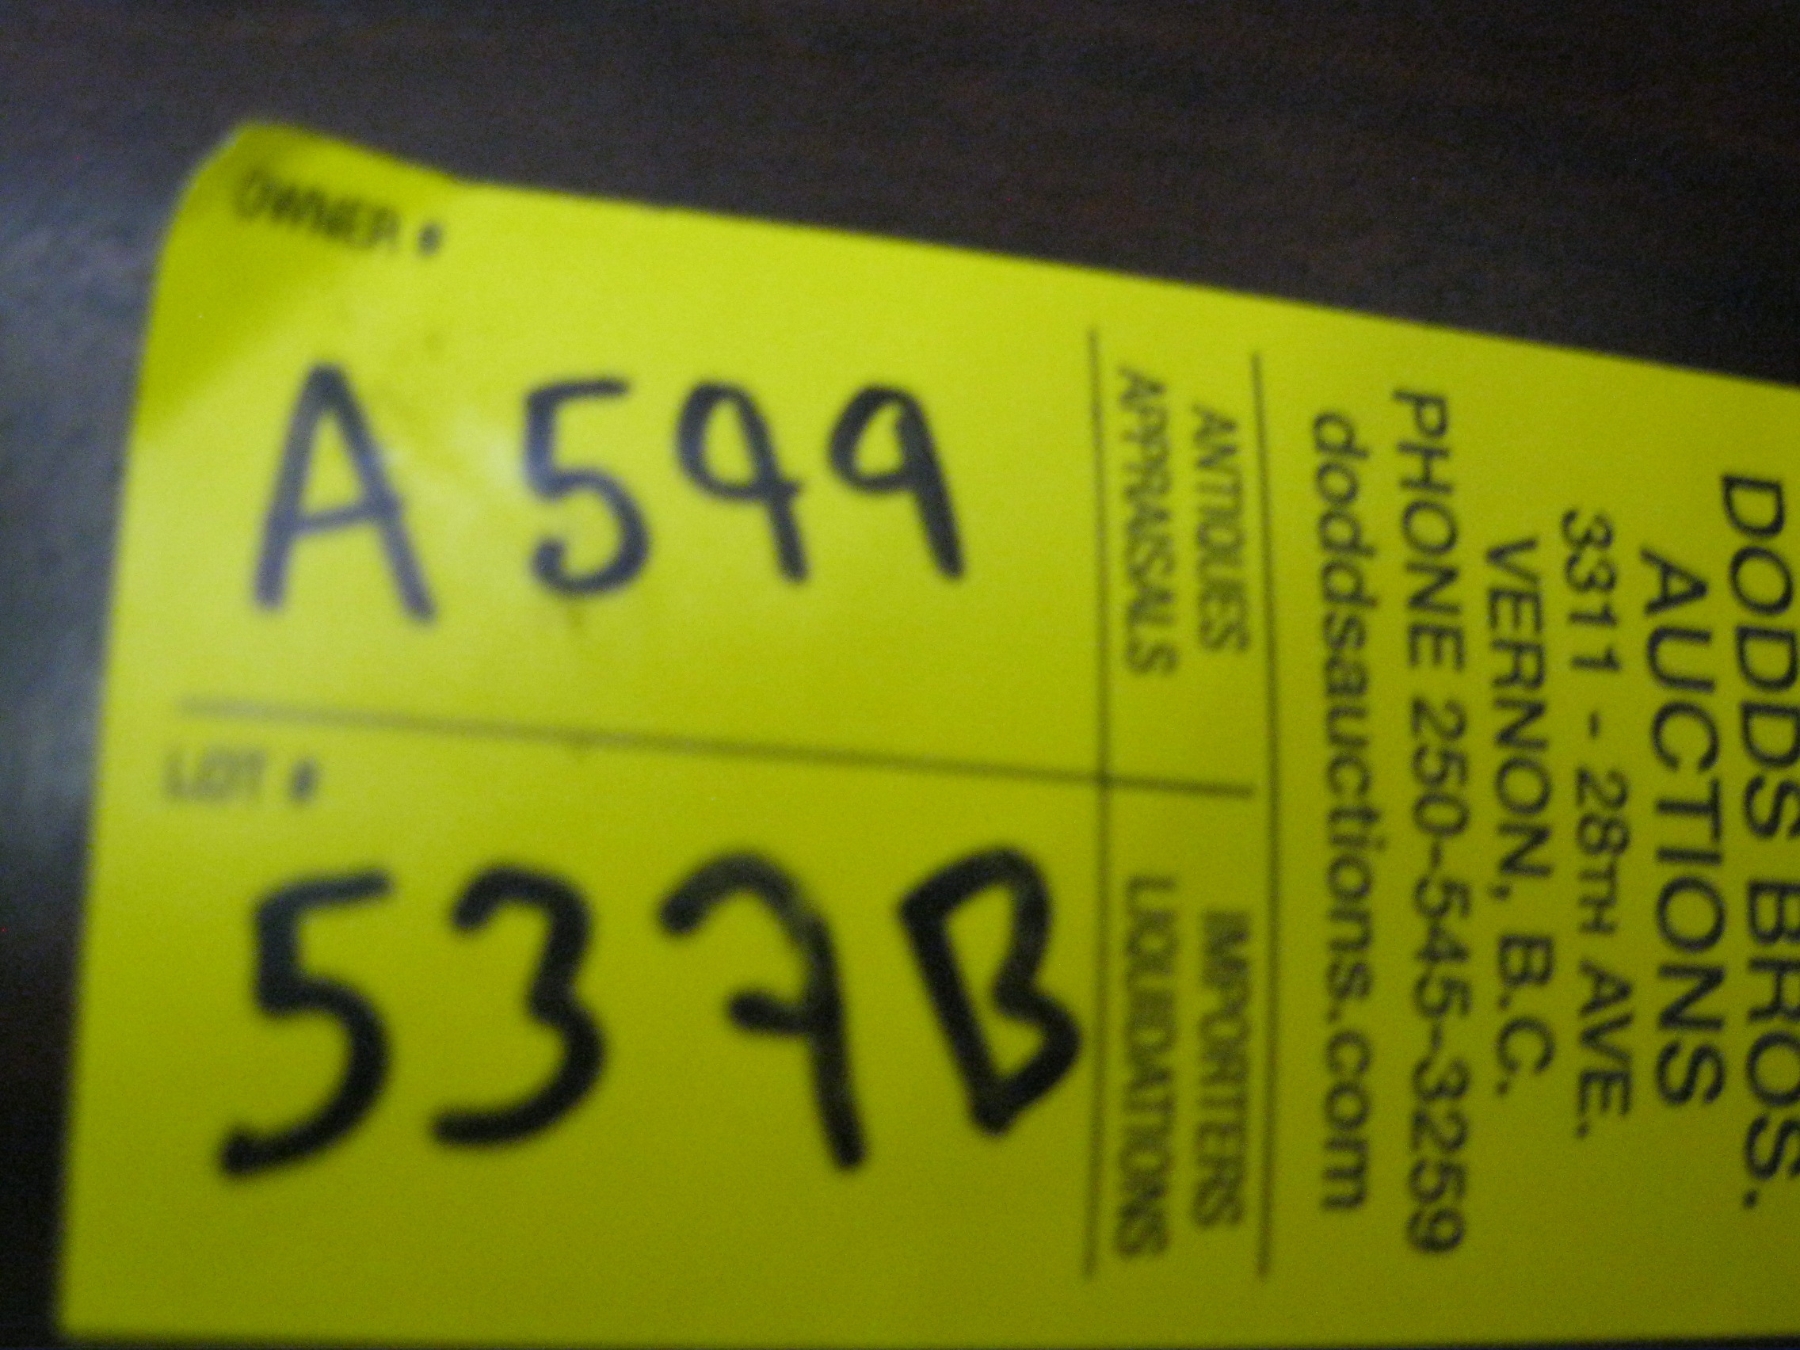 OWNER #
A 599
LOT #
537B
DODDS BROS.
AUCTIONS
3311 - 28TH AVE.
VERNON, B.C.
PHONE 250-545-3259
doddsauctions.com
ANTIQUES
APPRAISALS
IMPORTERS
LIQUIDATIONS